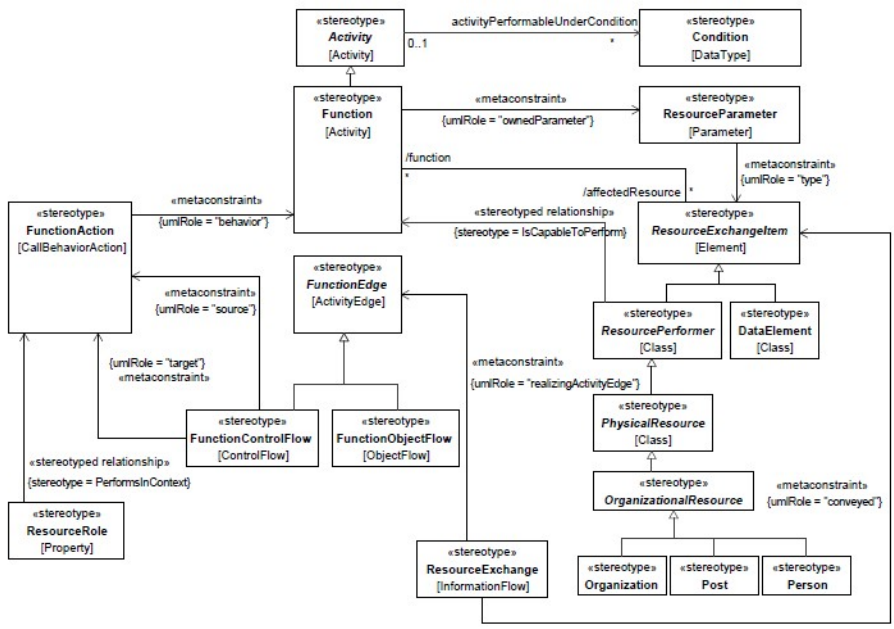 «stereotype»
Activity
[Activity]
activityPerformableUnderCondition
0..1
*
«stereotype»
Condition
[DataType]
«stereotype»
Function
[Activity]
«metaconstraint»
{umlRole = "ownedParameter"}
«stereotype»
ResourceParameter
[Parameter]
/function
*
«metaconstraint»
{umlRole = "type"}
/affectedResource
*
«metaconstraint»
{umlRole = "behavior"}
«stereotype»
FunctionAction
[CallBehaviorAction]
«stereotyped relationship»
{stereotype = IsCapableToPerform}
«stereotype»
ResourceExchangeItem
[Element]
«metaconstraint»
{umlRole = "source"}
«stereotype»
FunctionEdge
[ActivityEdge]
«stereotype»
ResourcePerformer
[Class]
«stereotype»
DataElement
[Class]
{umlRole = "target"}
«metaconstraint»
«metaconstraint»
{umlRole = "realizingActivityEdge"}
«stereotype»
FunctionControlFlow
[ControlFlow]
«stereotype»
FunctionObjectFlow
[ObjectFlow]
«stereotype»
PhysicalResource
[Class]
«stereotyped relationship»
{stereotype = PerformsInContext}
«stereotype»
OrganizationalResource
«metaconstraint»
{umlRole = "conveyed"}
«stereotype»
ResourceRole
[Property]
«stereotype»
ResourceExchange
[InformationFlow]
«stereotype»
Organization
«stereotype»
Post
«stereotype»
Person